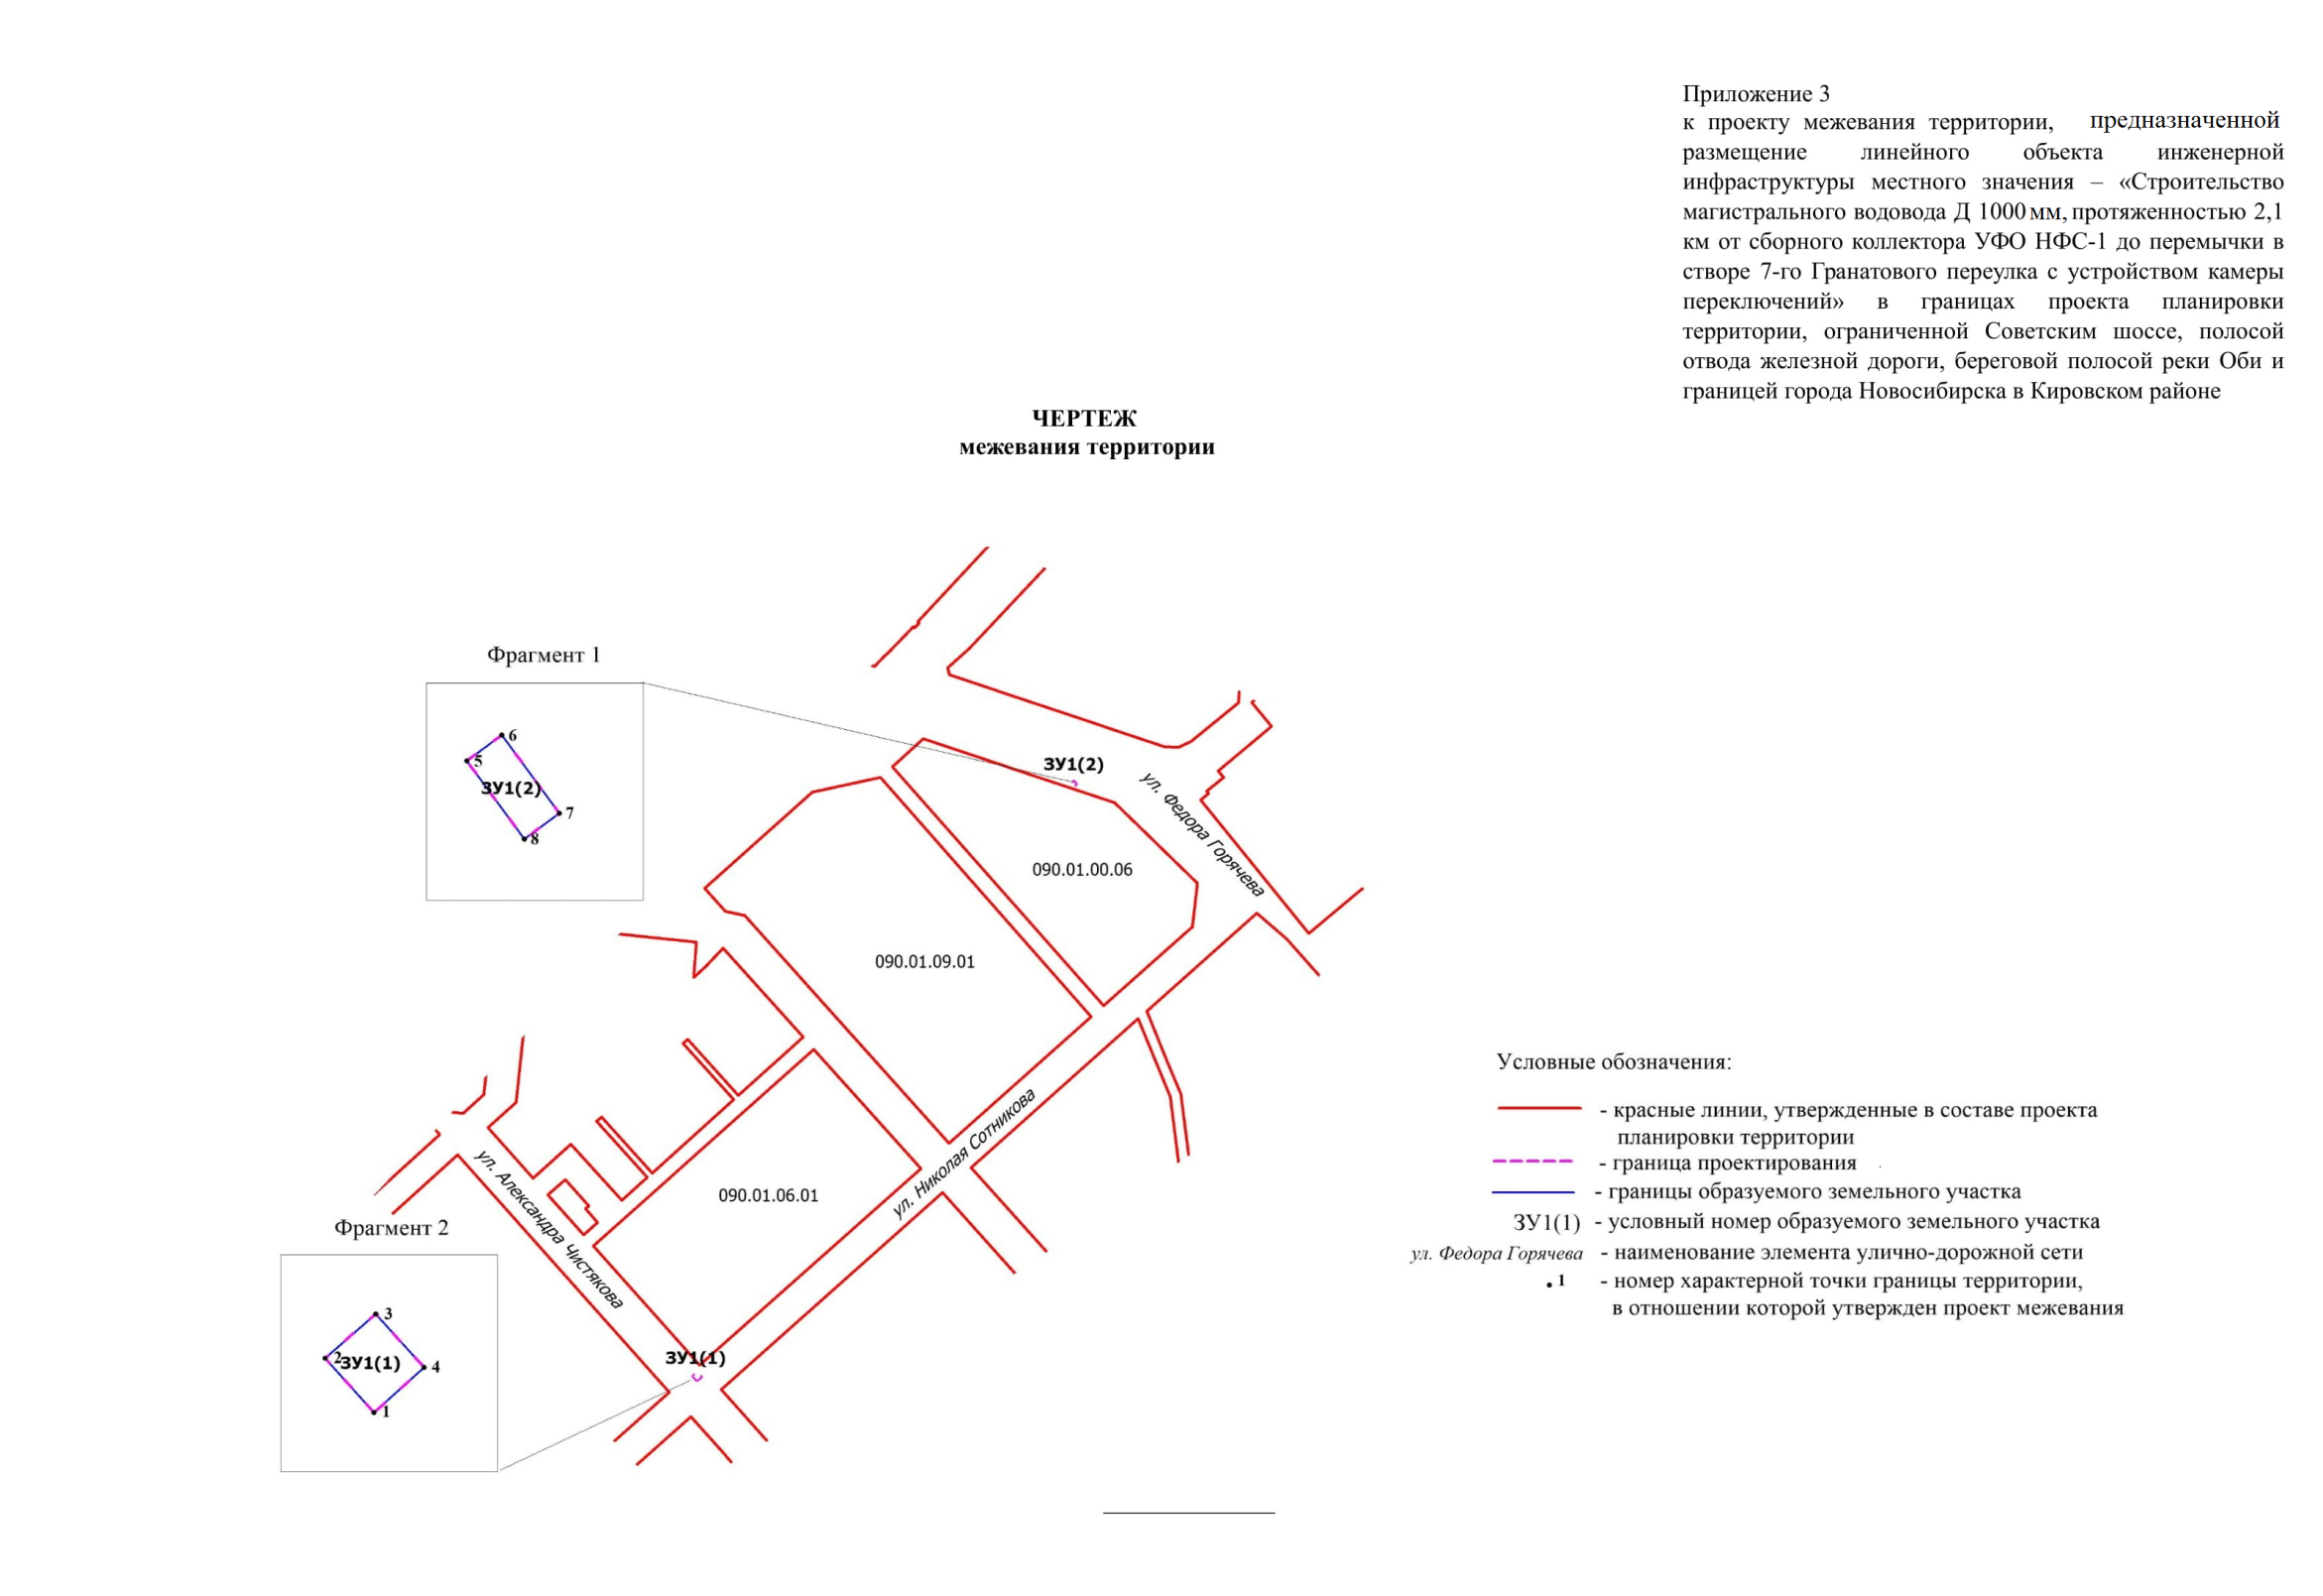 Приложение 3
к проекту межевания территории, предназначенной
размещение линейного объекта инженерной
инфраструктуры местного значения – «Строительство
магистрального водовода Д 1000 мм, протяженностью 2,1
км от сборного коллектора УФО НФС-1 до перемычки в
створе 7-го Гранатового переулка с устройством камеры
переключений» в границах проекта планировки
территории, ограниченной Советским шоссе, полосой
отвода железной дороги, береговой полосой реки Оби и
границей города Новосибирска в Кировском районе
ЧЕРТЕЖ
межевания территории
Фрагмент 1
6
5
ЗУ1(2)
7
8
ЗУ1(2)
ул. Федора Горячева
090.01.00.06
090.01.09.01
ул. Николая Сотникова
090.01.06.01
ул. Александра Чистякова
Фрагмент 2
3
2
ЗУ1(1)
4
1
ЗУ1(1)
Условные обозначения:
- красные линии, утвержденные в составе проекта
планировки территории
- граница проектирования
- границы образуемого земельного участка
ЗУ1(1) - условный номер образуемого земельного участка
ул. Федора Горячева - наименование элемента улично-дорожной сети
1 - номер характерной точки границы территории,
в отношении которой утвержден проект межевания